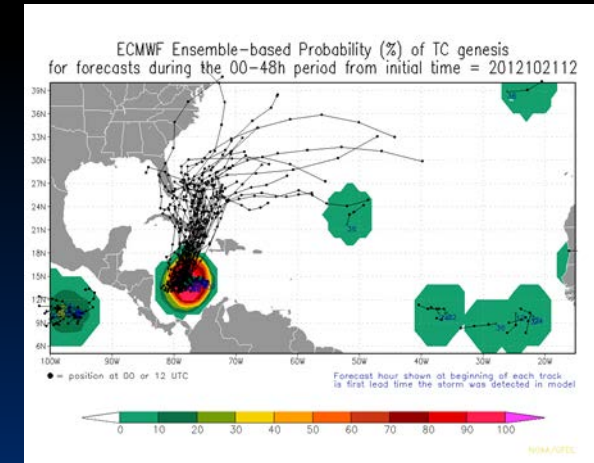 ECMWF Ensemble-based Probability (%) of TC genesis
for forecasts during the 00-48h period from initial time = 2012102112
39N
36N
33N
30N
27N
24N
21N
18N
15N
12N
9N
6N
100W 90W 80W 70W 60W 50W 40W 30W 20W
● = position at 00 or 12 UTC
Forecast hour shown at beginning of each track
is first lead time the storm was detected in model
0 10 20 30 40 50 60 70 80 90 100
NOAA/GFDL